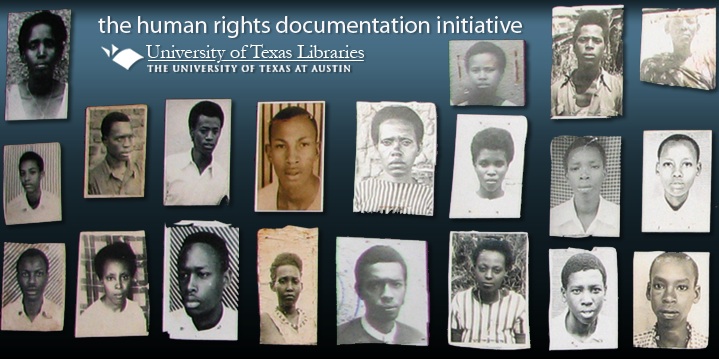 the human rights documentation initiative
University of Texas Libraries
THE UNIVERSITY OF TEXAS AT AUSTIN